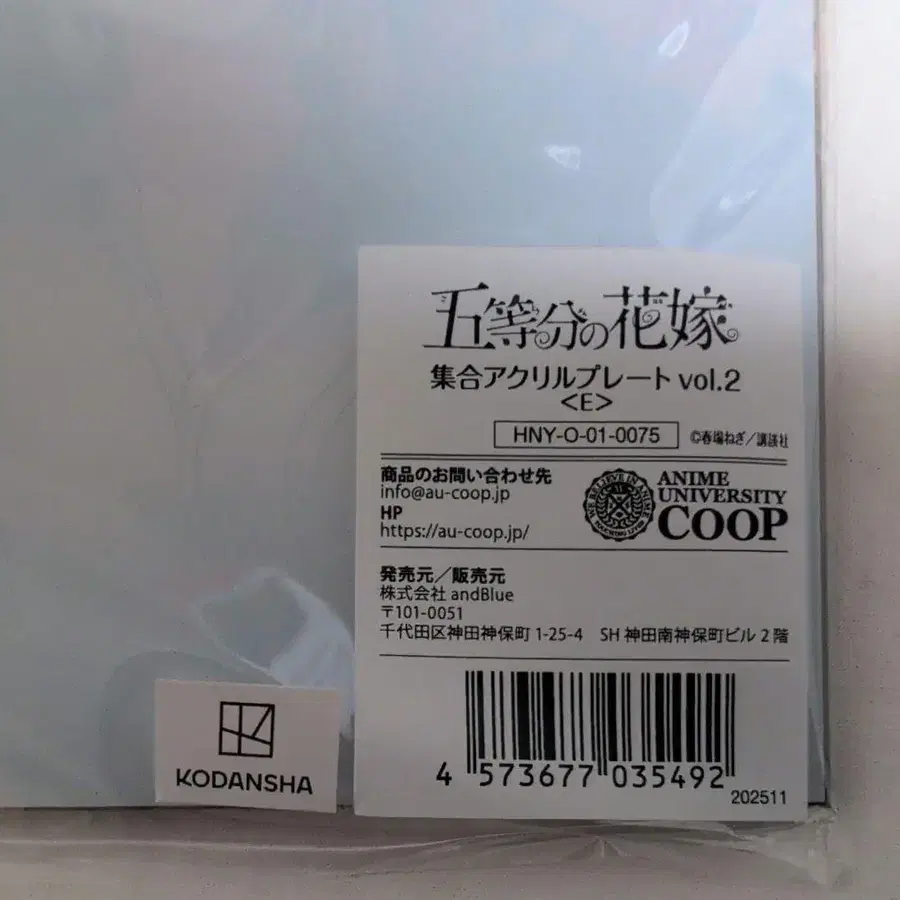 五等分の花嫁
集合アクリルプレート vol.2
<E>
HNY-O-01-0075
©春場ねぎ/講談社
商品のお問い合わせ先
info@au-coop.jp
HP
https://au-coop.jp/
WE BELIEVE IN ANIME
ANIME
UNIVERSITY
COOP
発売元/販売元
株式会社 andBlue
〒101-0051
千代田区神田神保町 1-25-4 SH 神田南神保町ビル 2 階
4 573677 035492
202511
KODANSHA